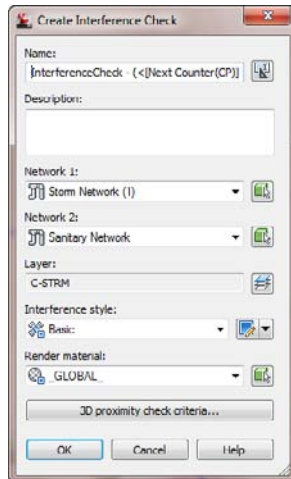 Create Interference Check
Name:
InterferenceCheck - (<[Next Counter(CP)]
Description:
Network 1:
Storm Network (1)
Network 2:
Sanitary Network
Layer:
C-STRM
Interference style:
Basic
Render material:
_GLOBAL_
3D proximity check criteria...
OK Cancel Help